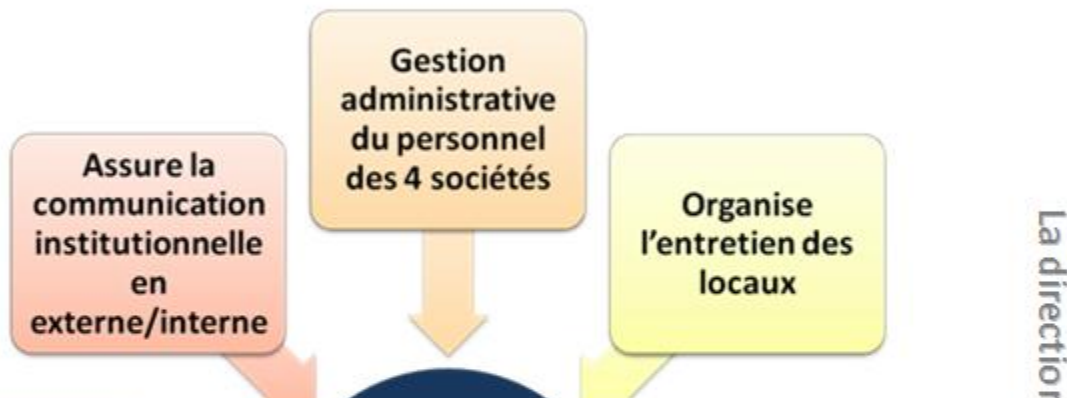 Gestion
administrative
du personnel
des 4 sociétés
Assure la
communication
institutionnelle
en
externe/interne
Organise
l’entretien des
locaux
La direction